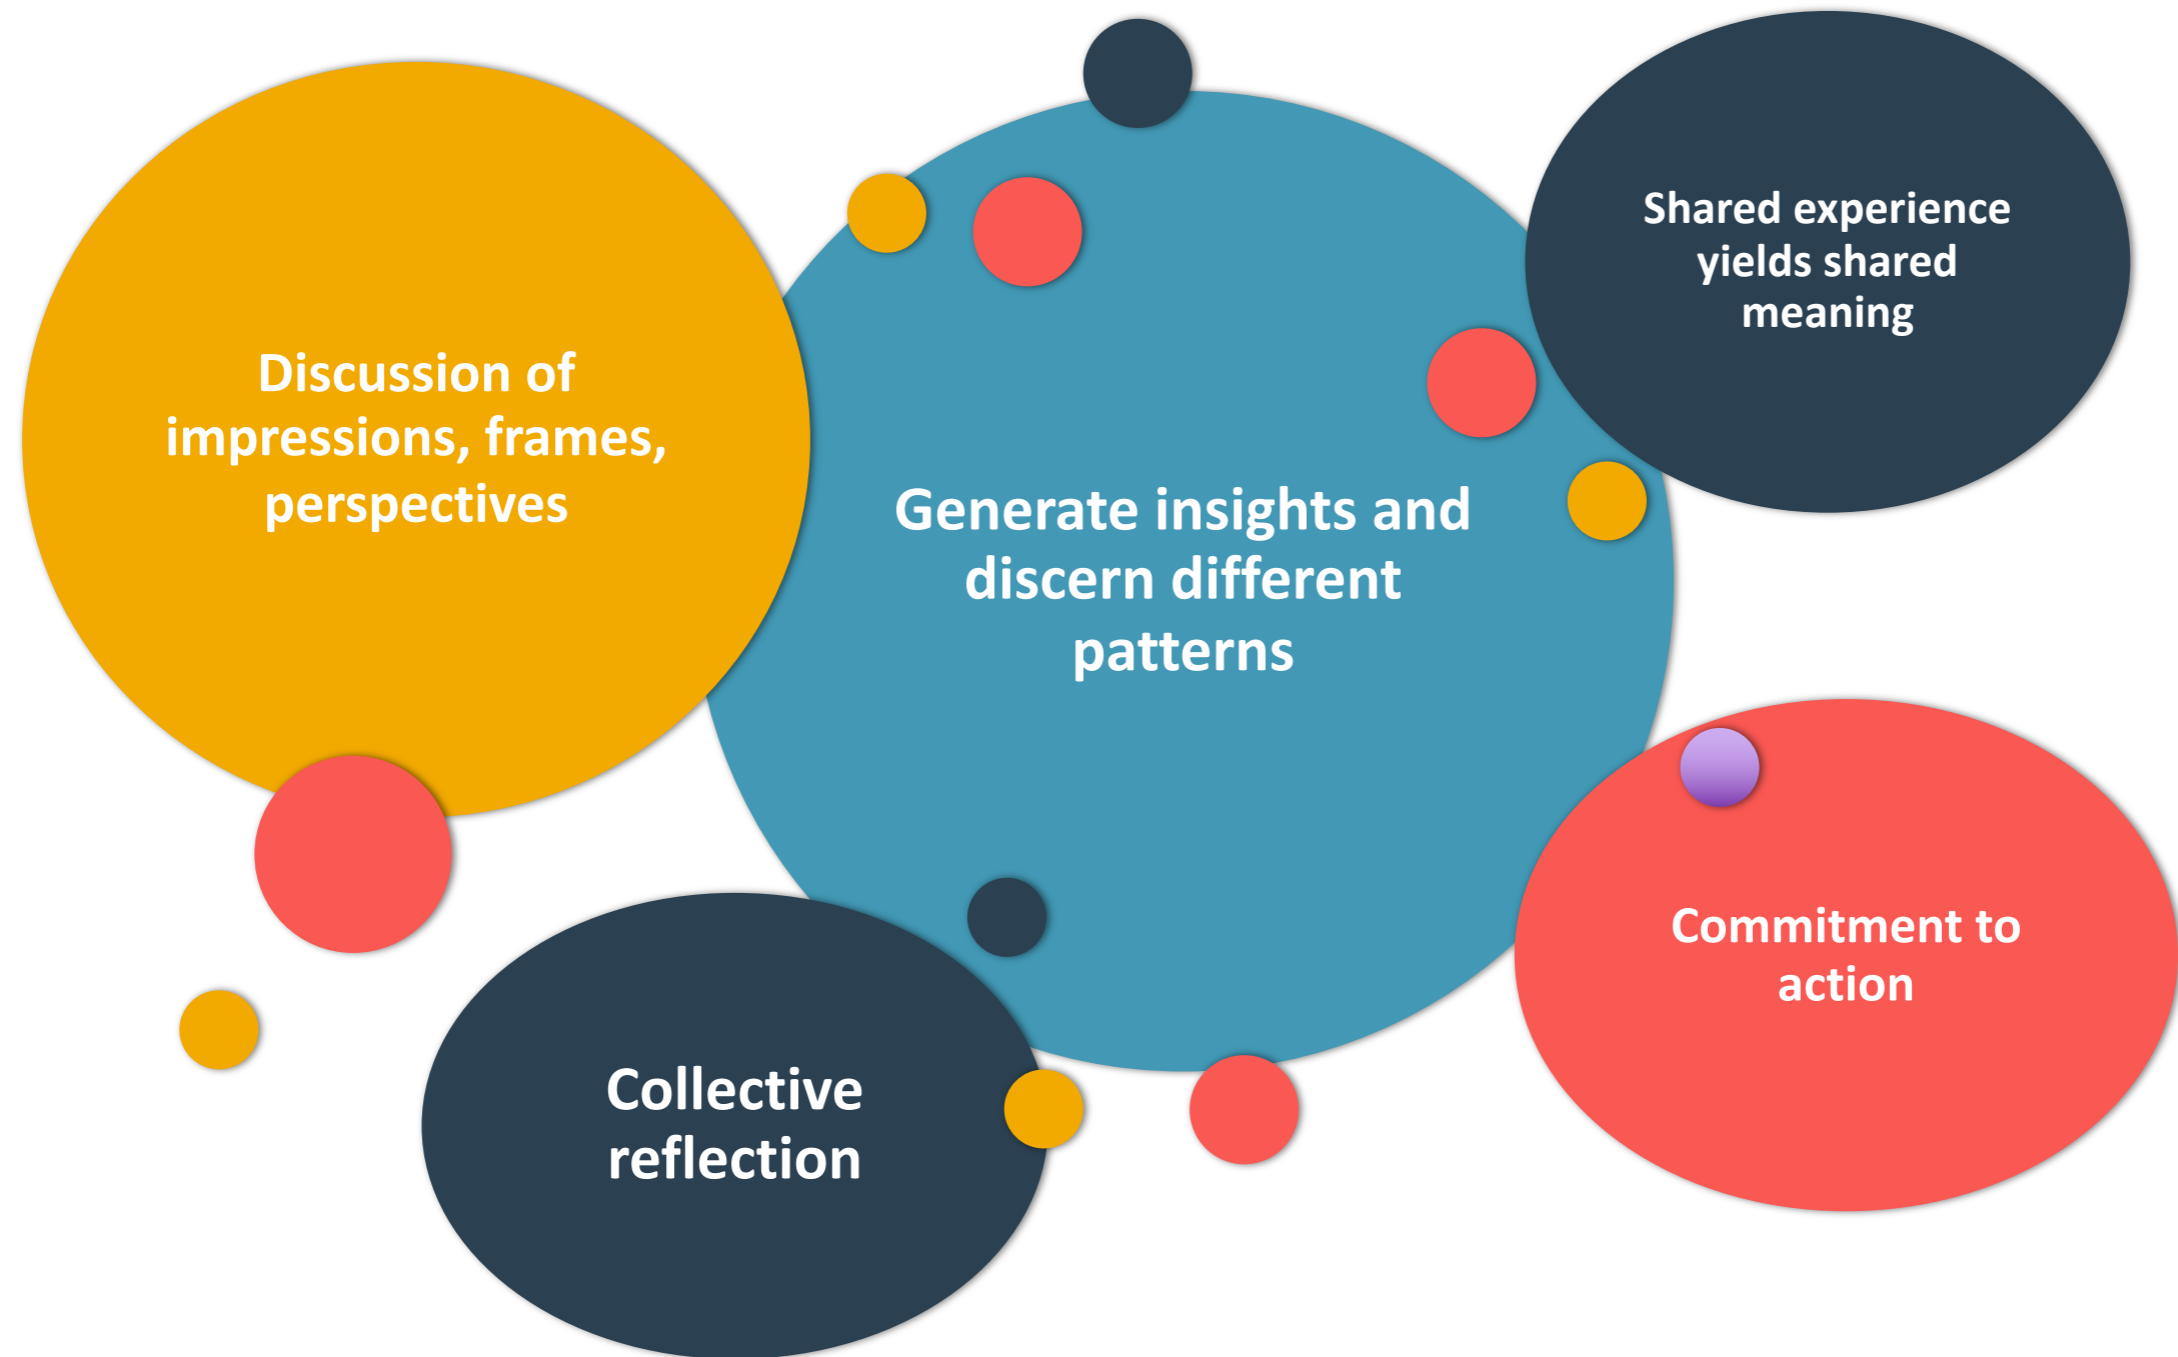 Discussion of
impressions, frames,
perspectives
Generate insights and
discern different
patterns
Shared experience
yields shared
meaning
Commitment to
action
Collective
reflection